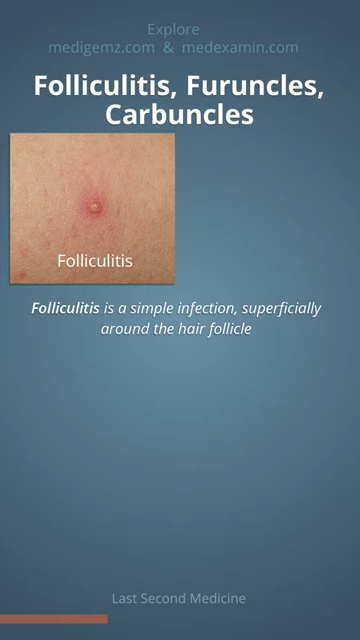 Explore
medigemz.com & medexamin.com
Folliculitis, Furuncles,
Carbuncles
Folliculitis
Folliculitis is a simple infection, superficially
around the hair follicle
Last Second Medicine